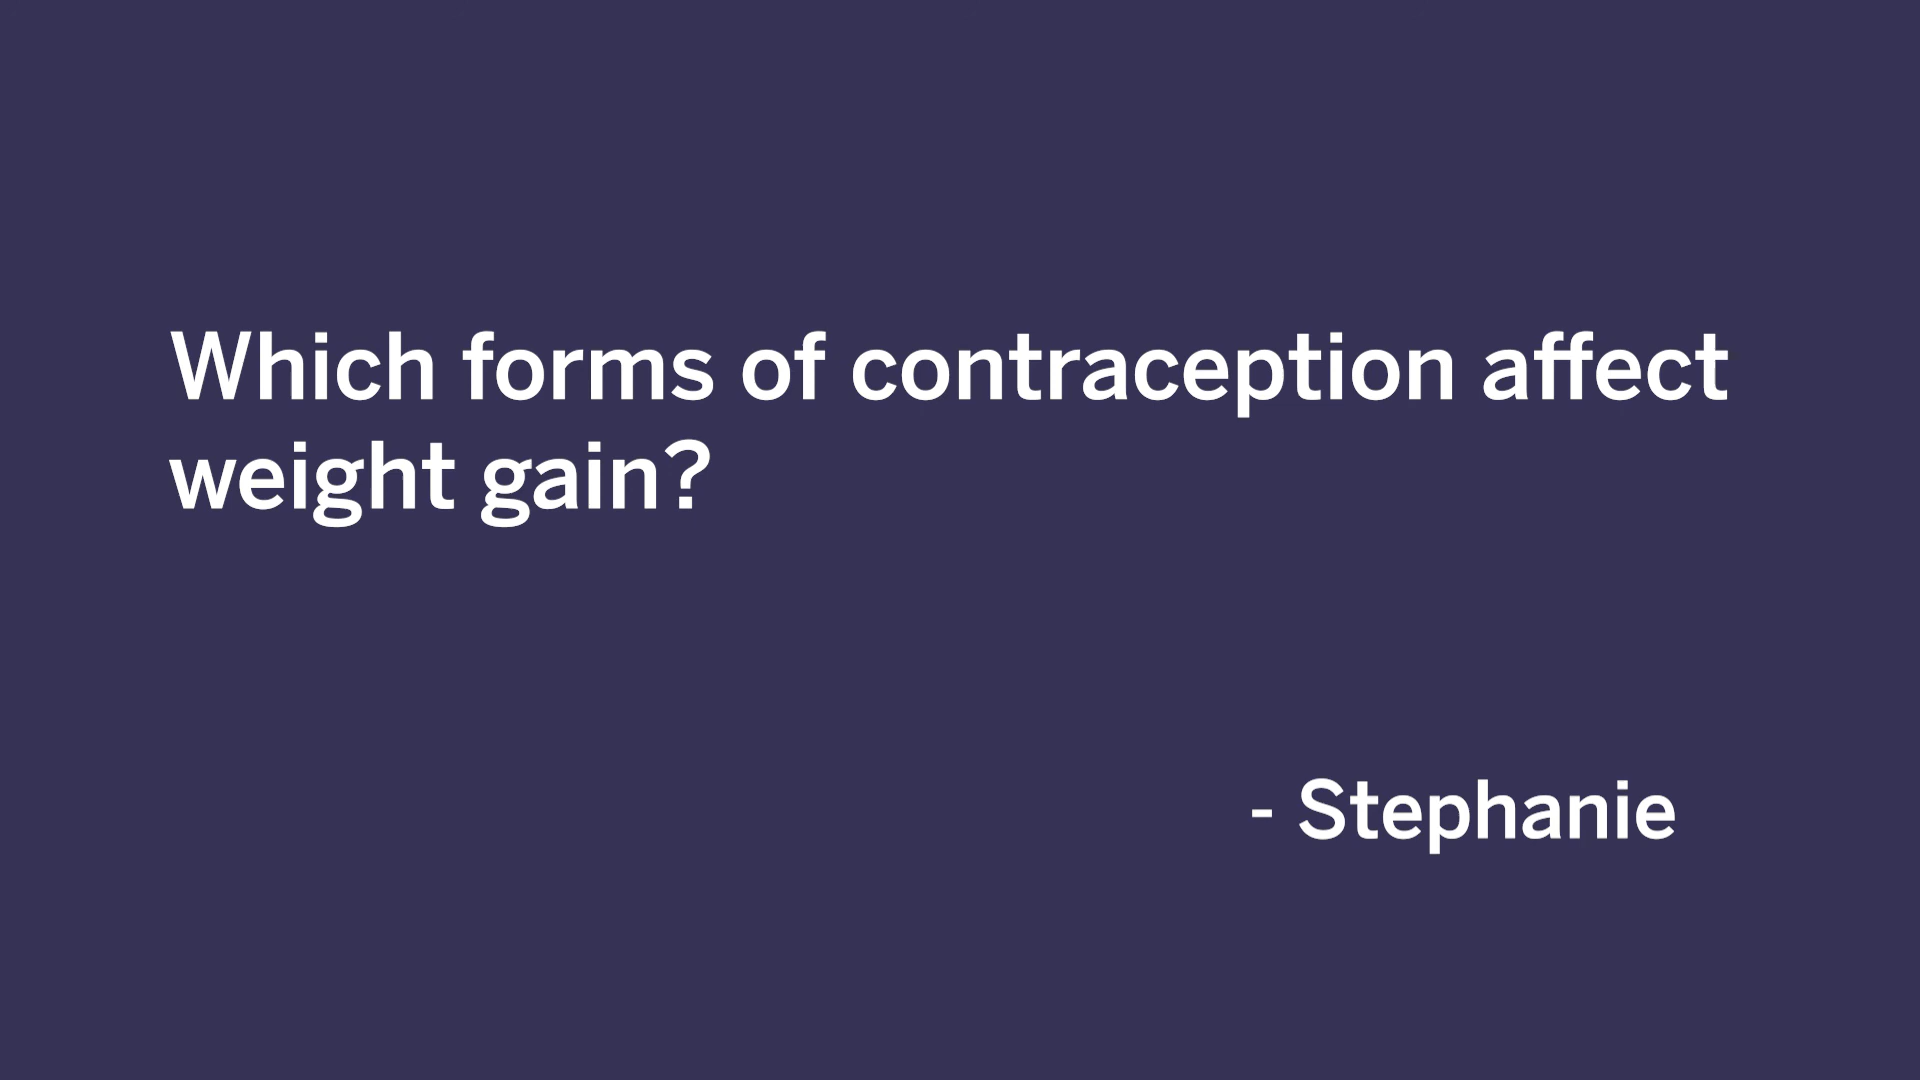 Which forms of contraception affect
weight gain?
- Stephanie